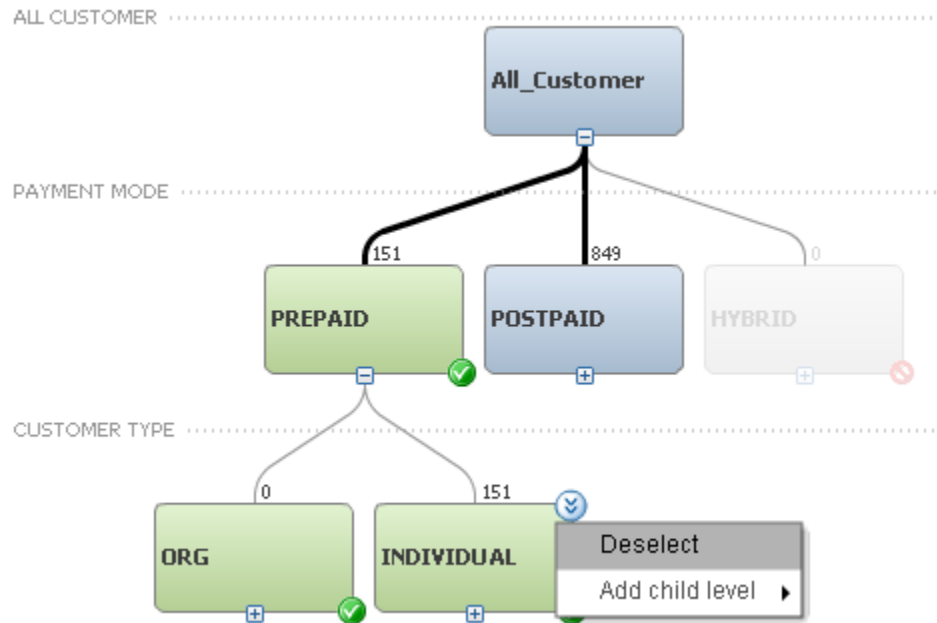 ALL CUSTOMER
All_Customer
PAYMENT MODE
151
849
0
PREPAID
POSTPAID
HYBRID
CUSTOMER TYPE
0
151
ORG
INDIVIDUAL
Deselect
Add child level